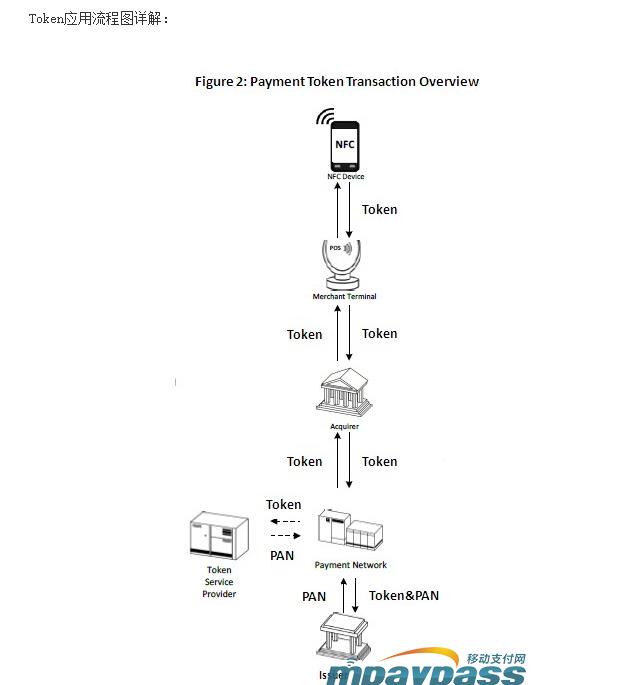 Token应用流程图详解：
Figure 2: Payment Token Transaction Overview
NFC
NFC Device
Token
POS
Merchant Terminal
Token Token
Acquirer
Token Token
Token
PAN
Token
Service
Provider
Payment Network
PAN Token&PAN
Issuer
移动支付网
mpaypass